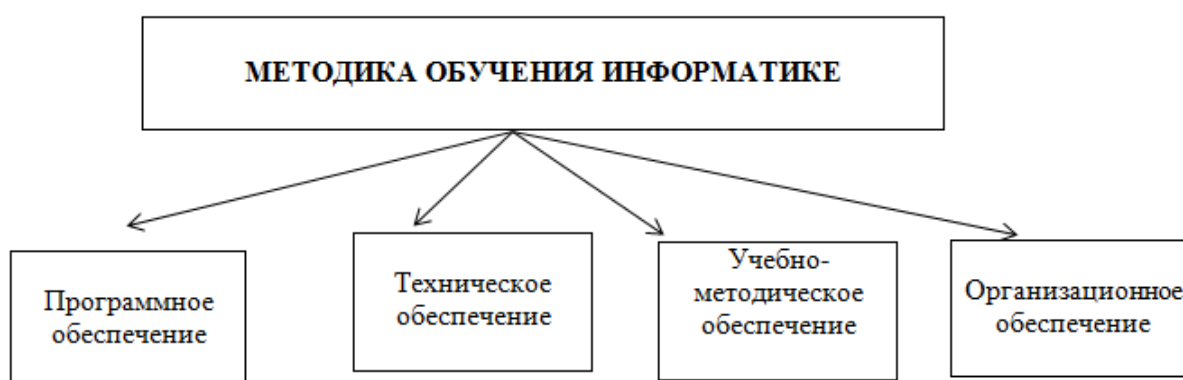 МЕТОДИКА ОБУЧЕНИЯ ИНФОРМАТИКЕ
Программное
обеспечение
Техническое
обеспечение
Учебно-
методическое
обеспечение
Организационное
обеспечение